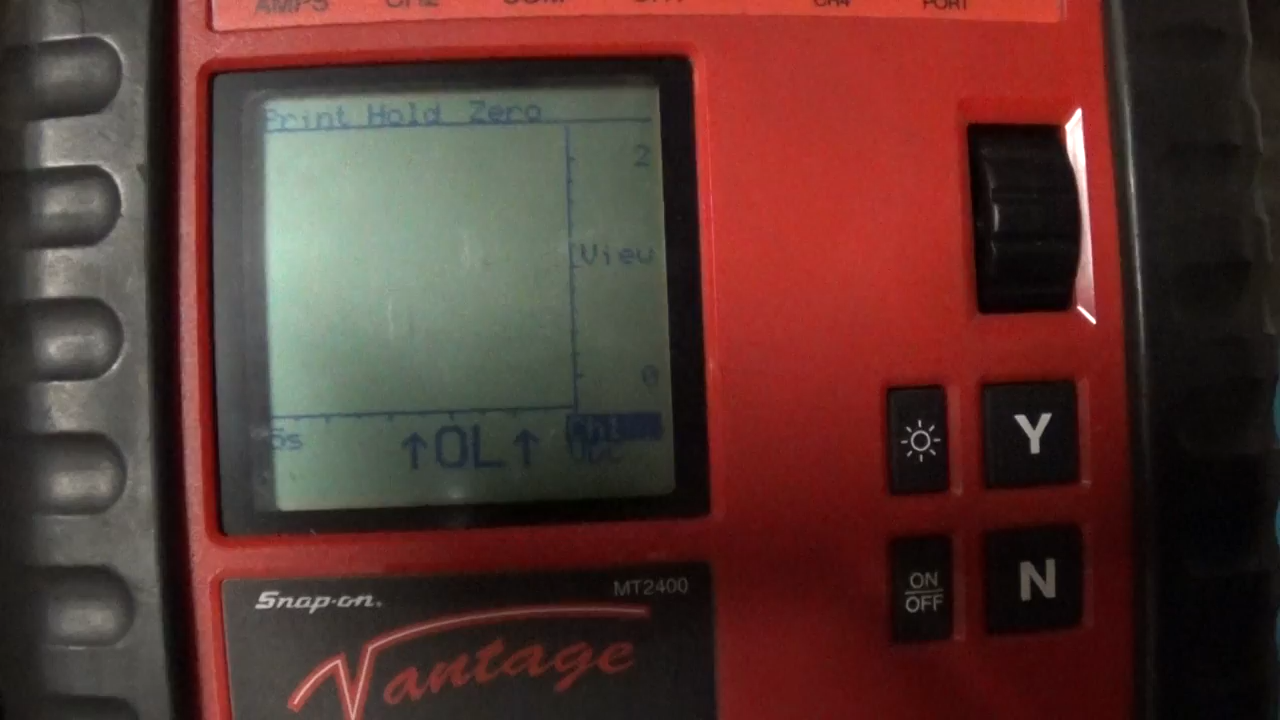 AMPS CH2 COM CH1 CH4 PORT
Print Hold Zero
2
View
0
5s ↑OL↑
Y
ON
OFF
N
Snap-on.
MT2400
Vantage